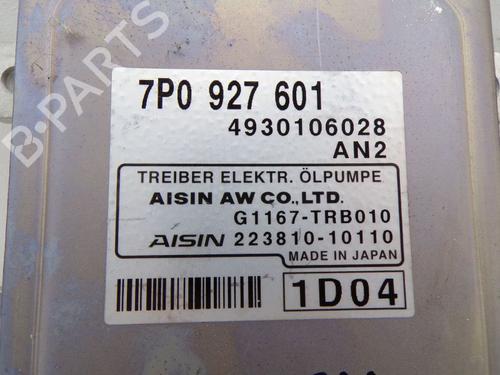 B-PARTS
7P0 927 601
4930106028
AN2
TREIBER ELEKTR. ÖLPUMPE
AISIN AW CO.,LTD.
G1167-TRB010
AISIN 223810-10110
MADE IN JAPAN
1D04